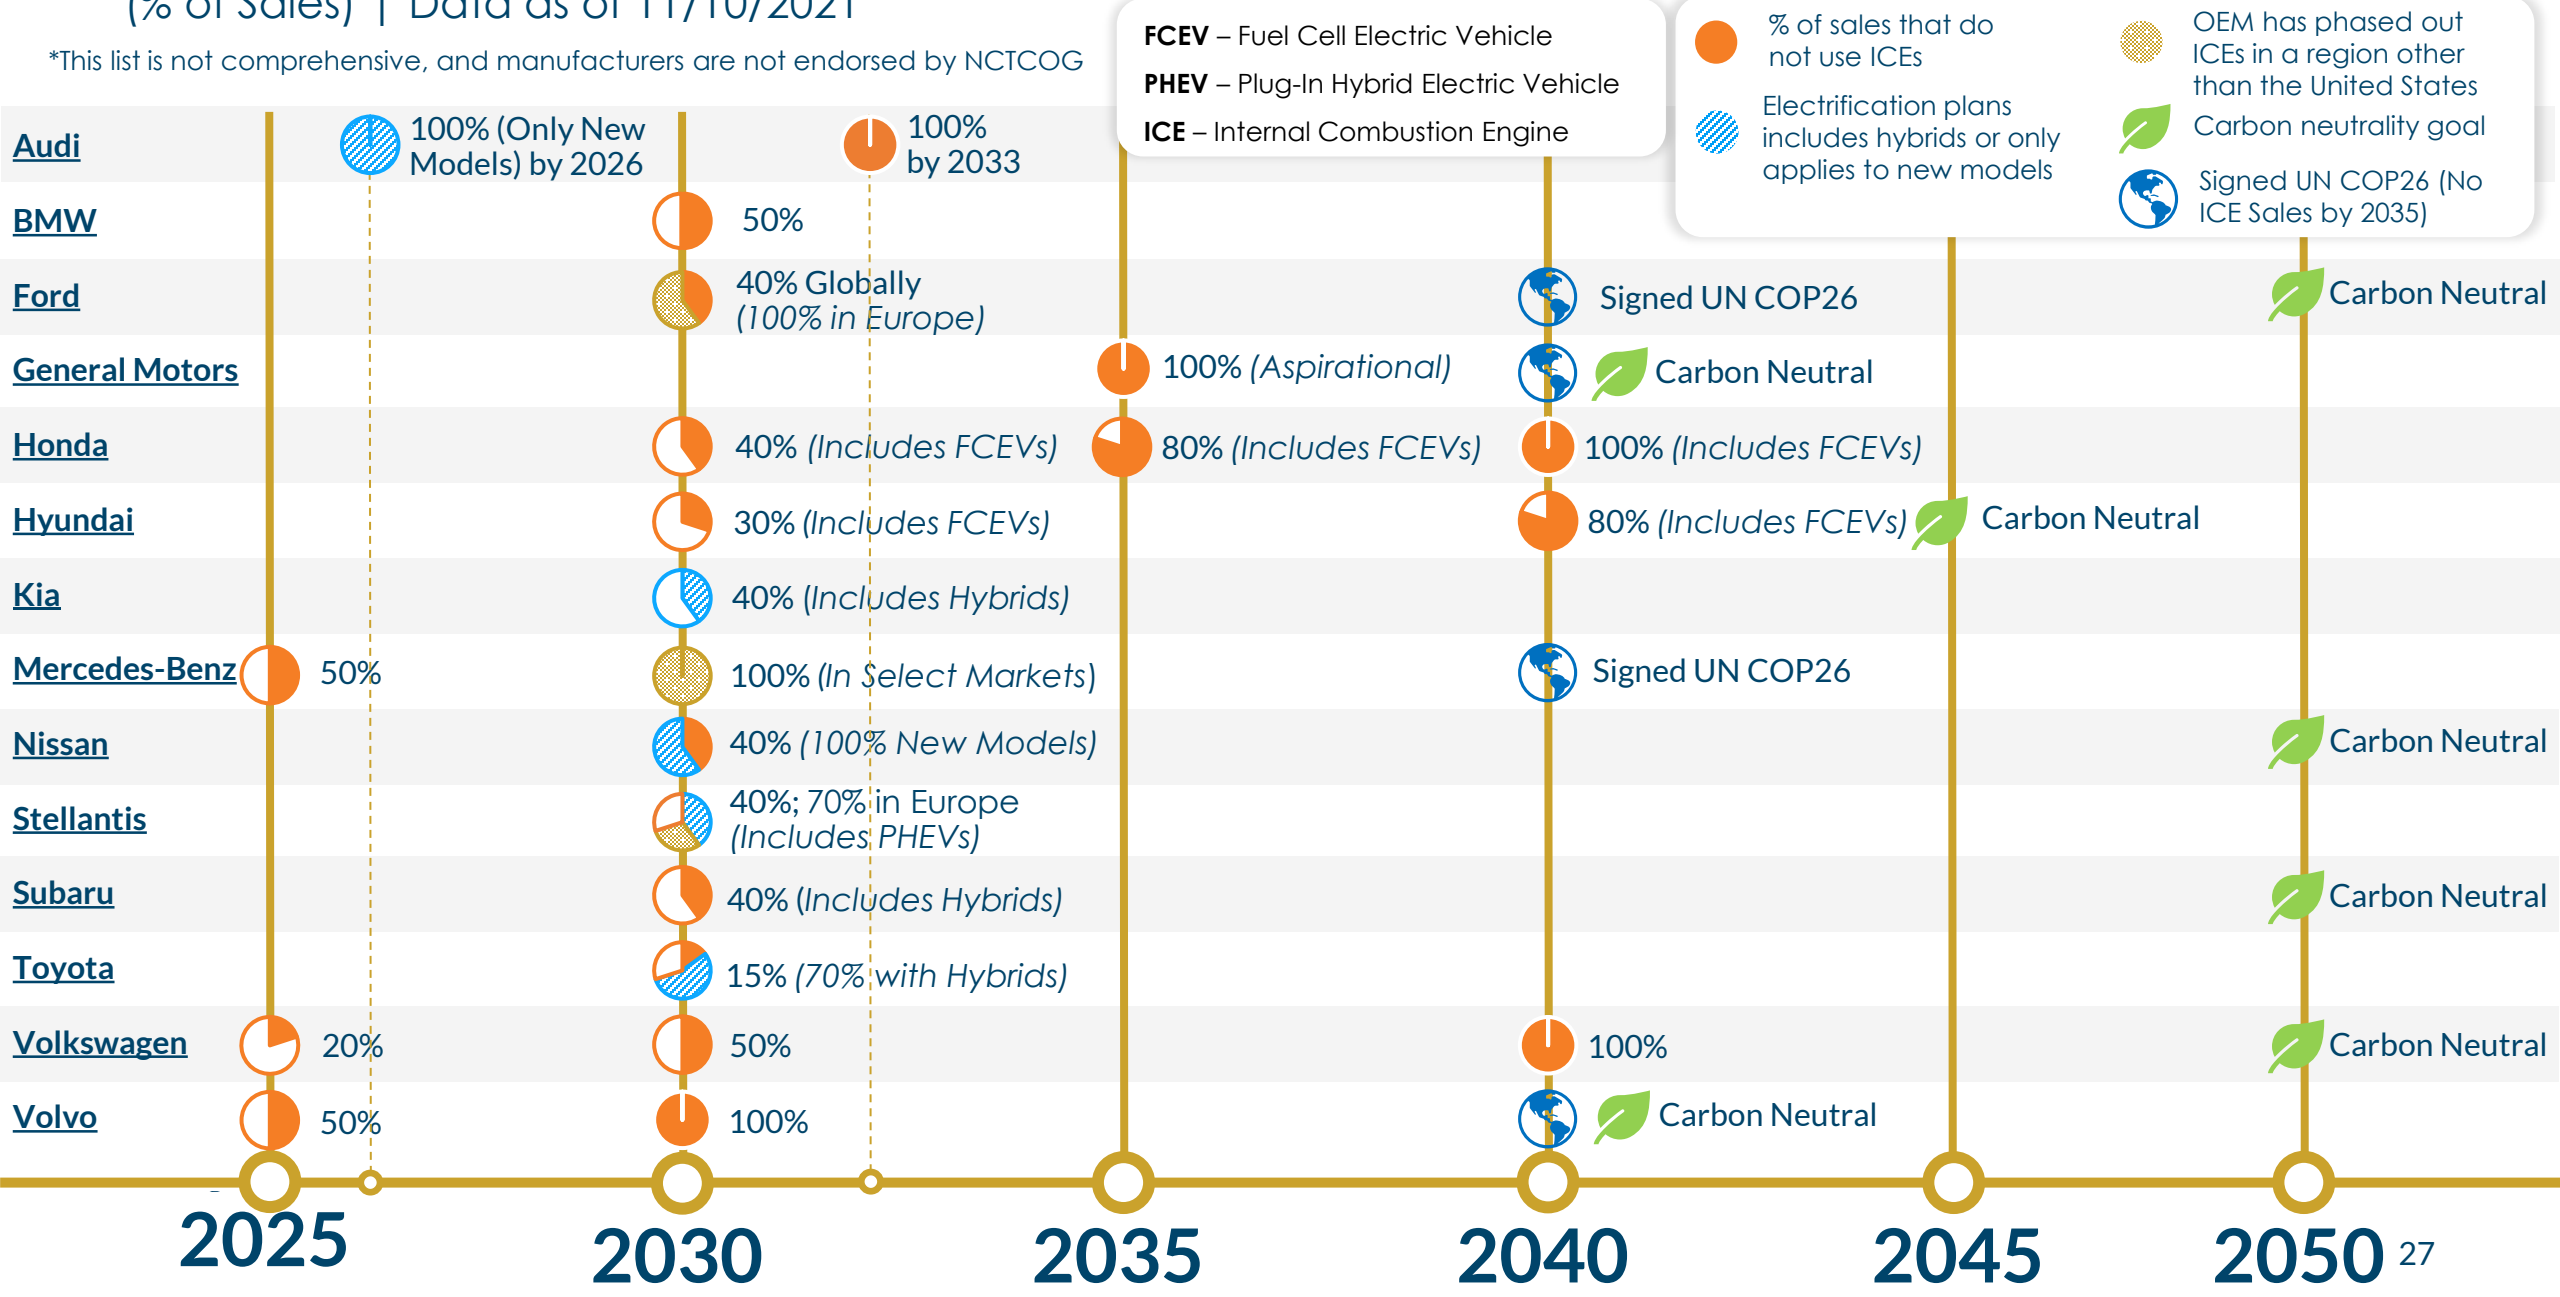 (% of Sales) | Data as of 11/10/2021
*This list is not comprehensive, and manufacturers are not endorsed by NCTCOG
FCEV – Fuel Cell Electric Vehicle
PHEV – Plug-In Hybrid Electric Vehicle
ICE – Internal Combustion Engine
% of sales that do
not use ICEs
Electrification plans
includes hybrids or only
applies to new models
OEM has phased out
ICEs in a region other
than the United States
Carbon neutrality goal
Signed UN COP26 (No
ICE Sales by 2035)
Audi
100% (Only New
Models) by 2026
100%
by 2033
BMW
50%
Ford
40% Globally
(100% in Europe)
Signed UN COP26
Carbon Neutral
General Motors
100% (Aspirational)
Carbon Neutral
Honda
40% (Includes FCEVs)
80% (Includes FCEVs)
100% (Includes FCEVs)
Hyundai
30% (Includes FCEVs)
80% (Includes FCEVs)
Carbon Neutral
Kia
40% (Includes Hybrids)
Mercedes-Benz
50%
100% (In Select Markets)
Signed UN COP26
Nissan
40% (100% New Models)
Carbon Neutral
Stellantis
40%; 70% in Europe
(Includes PHEVs)
Subaru
40% (Includes Hybrids)
Carbon Neutral
Toyota
15% (70% with Hybrids)
Volkswagen
20%
50%
100%
Carbon Neutral
Volvo
50%
100%
Carbon Neutral
2025
2030
2035
2040
2045
2050
27